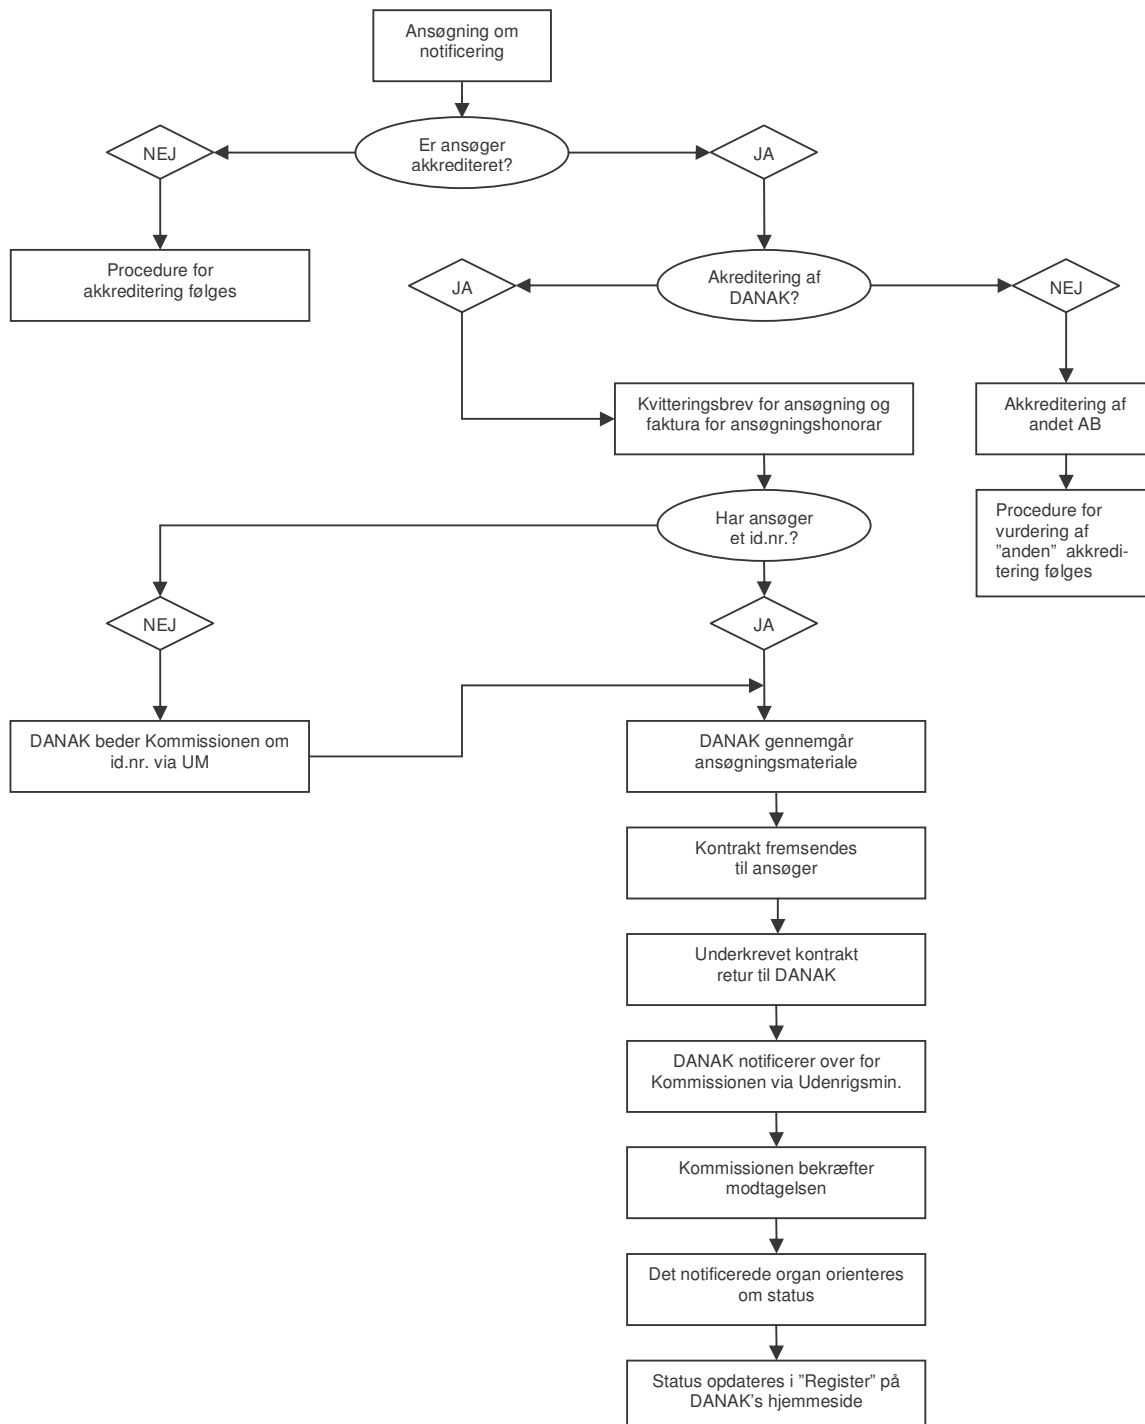 Ansøgning om
notificering
Er ansøger
akkrediteret?
NEJ
JA
Procedure for
akkreditering følges
Akreditering af
DANAK?
JA
NEJ
Kvitteringsbrev for ansøgning og
faktura for ansøgningshonorar
Akkreditering af
andet AB
Har ansøger
et id.nr.?
Procedure for
vurdering af
”anden”  akkredi-
tering følges
NEJ
JA
DANAK beder Kommissionen om
id.nr. via UM
DANAK gennemgår
ansøgningsmateriale
Kontrakt fremsendes
til ansøger
Underkrevet kontrakt
retur til DANAK
DANAK notificerer over for
Kommissionen via Udenrigsmin.
Kommissionen bekræfter
modtagelsen
Det notificerede organ orienteres
om status
Status opdateres i ”Register” på
DANAK’s hjemmeside